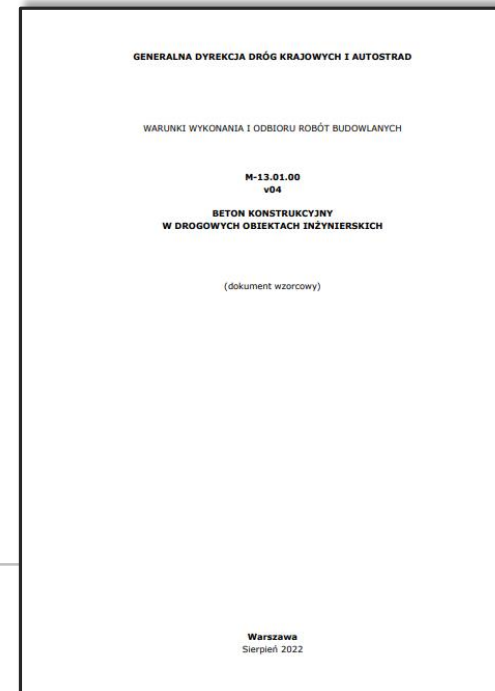 GENERALNA DYREKCJA DRÓG KRAJOWYCH I AUTOSTRAD
WARUNKI WYKONANIA I ODBIORU ROBÓT BUDOWLANYCH
M-13.01.00
v04
BETON KONSTRUKCYJNY
W DROGOWYCH OBIEKTACH INŻYNIERSKICH
(dokument wzorcowy)
Warszawa
Sierpień 2022